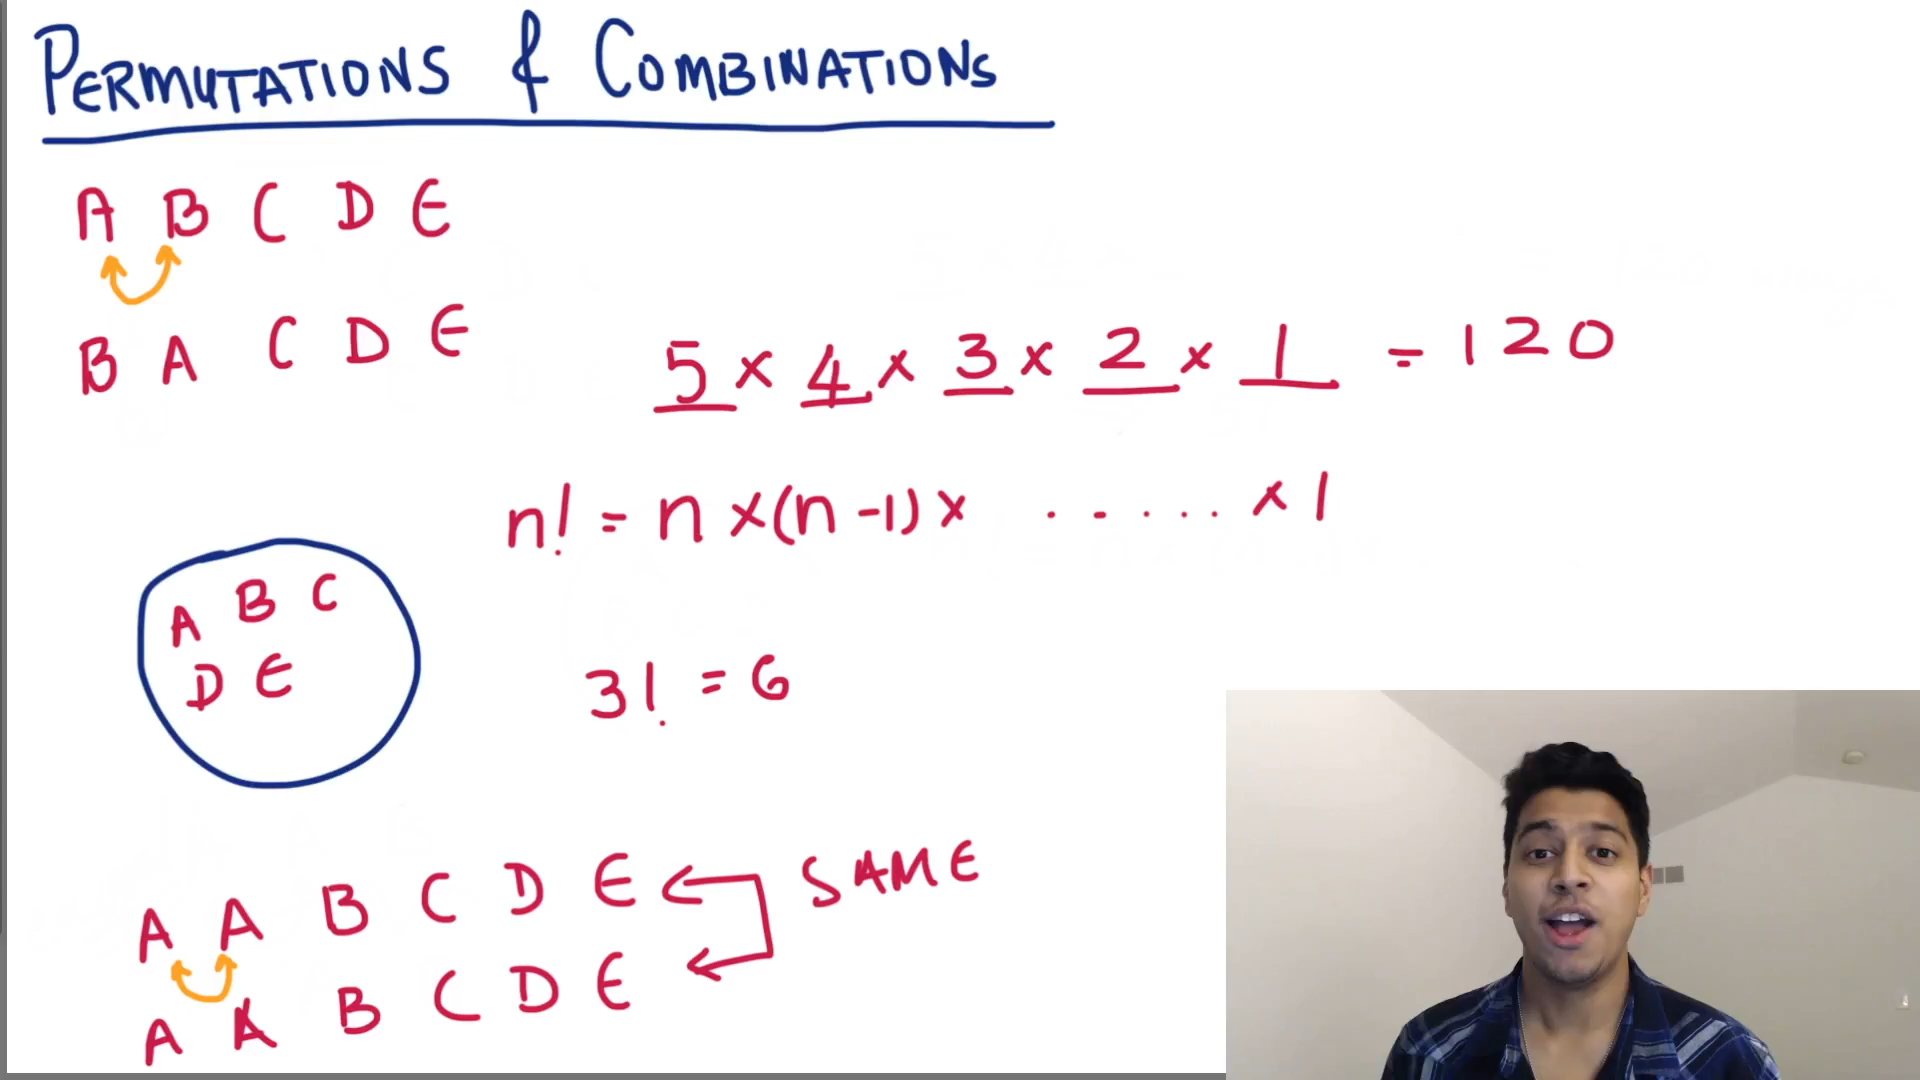 PERMUTATIONS & COMBINATIONS
A B C D E
B A C D E
5 × 4 × 3 × 2 × 1 = 120
n! = n × (n-1) × ..... × 1
A B C
D E
3! = 6
A A B C D E
SAME
A A B C D E